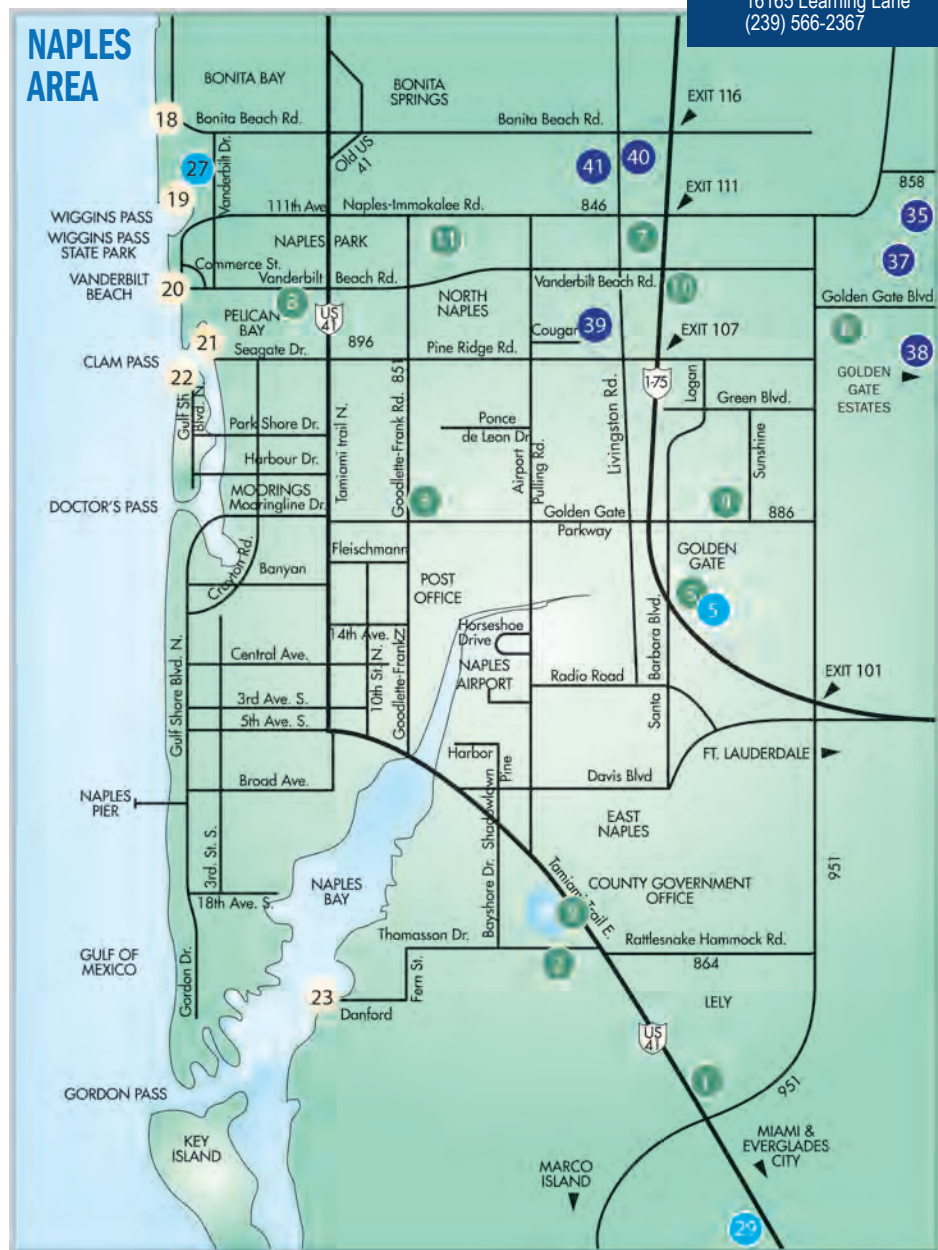 16165 Learning Lane
(239) 566-2367
NAPLES
AREA
BONITA BAY
BONITA
SPRINGS
EXIT 116
18
Bonita Beach Rd.
Bonita Beach Rd.
Old US
41
Vanderbilt Dr.
27
41
40
EXIT 111
858
19
WIGGINS PASS
111th Ave
Naples-Immokalee Rd.
846
35
WIGGINS PASS
STATE PARK
NAPLES PARK
11
7
37
Commerce St.
VANDERBILT
BEACH
20
Vanderbilt Beach Rd.
Vanderbilt Beach Rd.
10
Golden Gate Blvd.
NORTH
NAPLES
PELICAN
BAY
US
41
Cougar
39
EXIT 107
38
21
Seagate Dr.
896
Pine Ridge Rd.
CLAM PASS
22
GOLDEN
GATE
ESTATES
Gulf Sh
Blvd. N.
851
I-75
Logan
Green Blvd.
Park Shore Dr.
Tamiami trail N.
Goodlette-Frank Rd.
Ponce
de Leon Dr
Airport
Pulling Rd.
Livingston Rd.
Sunshine
Harbour Dr.
MOORINGS
Mooringline Dr.
DOCTOR'S PASS
Golden Gate
Parkway
886
Fleischmann
GOLDEN
GATE
Crayton Rd.
Banyan
POST
OFFICE
5
14th Ave. N
Horseshoe
Drive
Santa Barbara Blvd.
Gulf Shore Blvd. N.
Central Ave.
10th St. N.
Goodlette-Frank
NAPLES
AIRPORT
Radio Road
EXIT 101
3rd Ave. S.
5th Ave. S.
Harbor
Pine
FT. LAUDERDALE
Broad Ave.
Davis Blvd
NAPLES
PIER
Shadowlawn
EAST
NAPLES
3rd. St. S.
951
NAPLES
BAY
Bayshore Dr.
Tamiami Trail E.
COUNTY GOVERNMENT
OFFICE
18th Ave. S.
Thomasson Dr.
Rattlesnake Hammock Rd.
864
2
GULF OF
MEXICO
Gordon Dr.
23
Danford
Fern St.
LELY
US
41
1
951
GORDON PASS
KEY
ISLAND
MARCO
ISLAND
MIAMI &
EVERGLADES
CITY
29